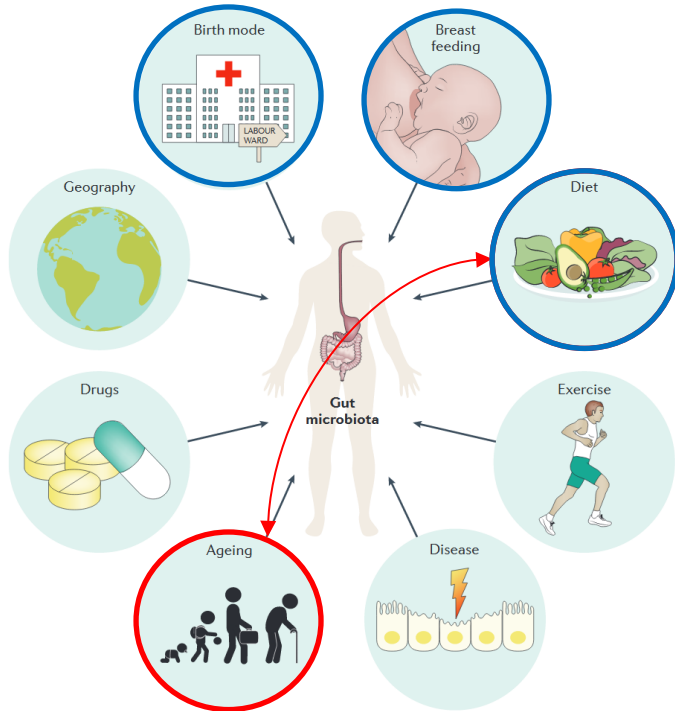 Birth mode
LABOUR
WARD
Breast
feeding
Geography
Diet
Drugs
Gut
microbiota
Exercise
Ageing
Disease